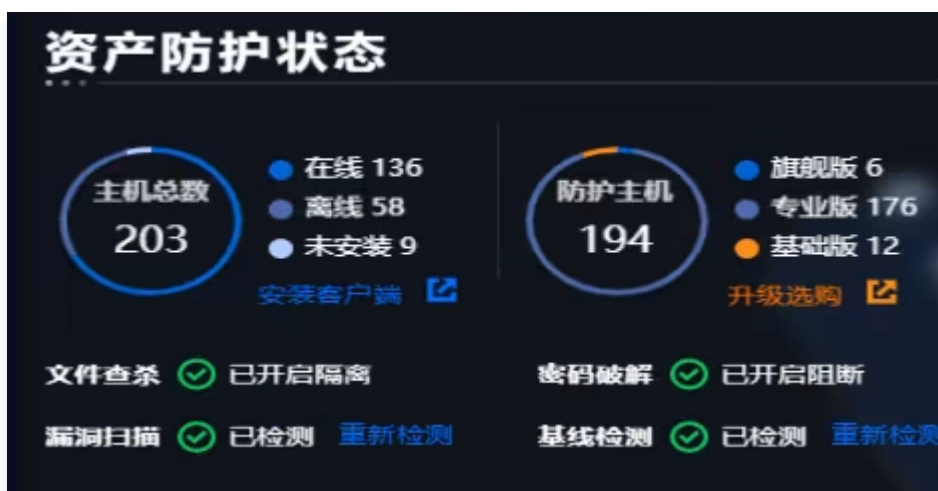 资产防护状态
主机总数
203
在线 136
离线 58
未安装 9
安装客户端
防护主机
194
旗舰版 6
专业版 176
基础版 12
升级选购
文件查杀 已开启隔离
密码破解 已开启阻断
漏洞扫描 已检测 重新检测
基线检测 已检测 重新检测